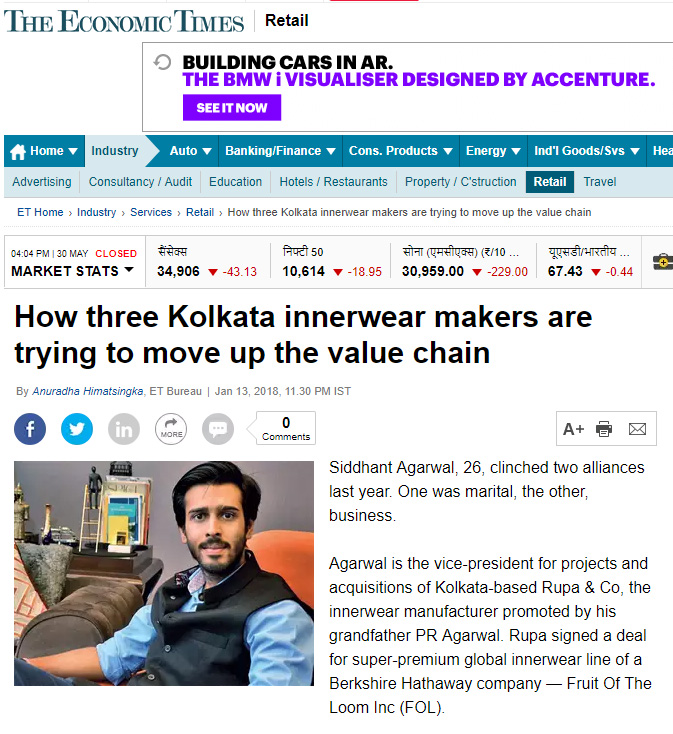 THE ECONOMIC TIMES Retail
BUILDING CARS IN AR.
THE BMW i VISUALISER DESIGNED BY ACCENTURE.
SEE IT NOW
Home Industry Auto Banking/Finance Cons. Products Energy Ind'l Goods/Svs Hea
Advertising Consultancy / Audit Education Hotels / Restaurants Property / C'struction Retail Travel
ET Home › Industry › Services › Retail › How three Kolkata innerwear makers are trying to move up the value chain
04:04 PM | 30 MAY CLOSED
MARKET STATS
सेंसेक्स
34,906 -43.13
निफ्टी 50
10,614 -18.95
सोना (एमसीएक्स) (₹/10 ...
30,959.00 -229.00
यूएसडी/भारतीय ...
67.43 -0.44
How three Kolkata innerwear makers are
trying to move up the value chain
By Anuradha Himatsingka, ET Bureau | Jan 13, 2018, 11.30 PM IST
f in MORE
0
Comments
A+
Siddhant Agarwal, 26, clinched two alliances
last year. One was marital, the other,
business.
Agarwal is the vice-president for projects and
acquisitions of Kolkata-based Rupa & Co, the
innerwear manufacturer promoted by his
grandfather PR Agarwal. Rupa signed a deal
for super-premium global innerwear line of a
Berkshire Hathaway company — Fruit Of The
Loom Inc (FOL).